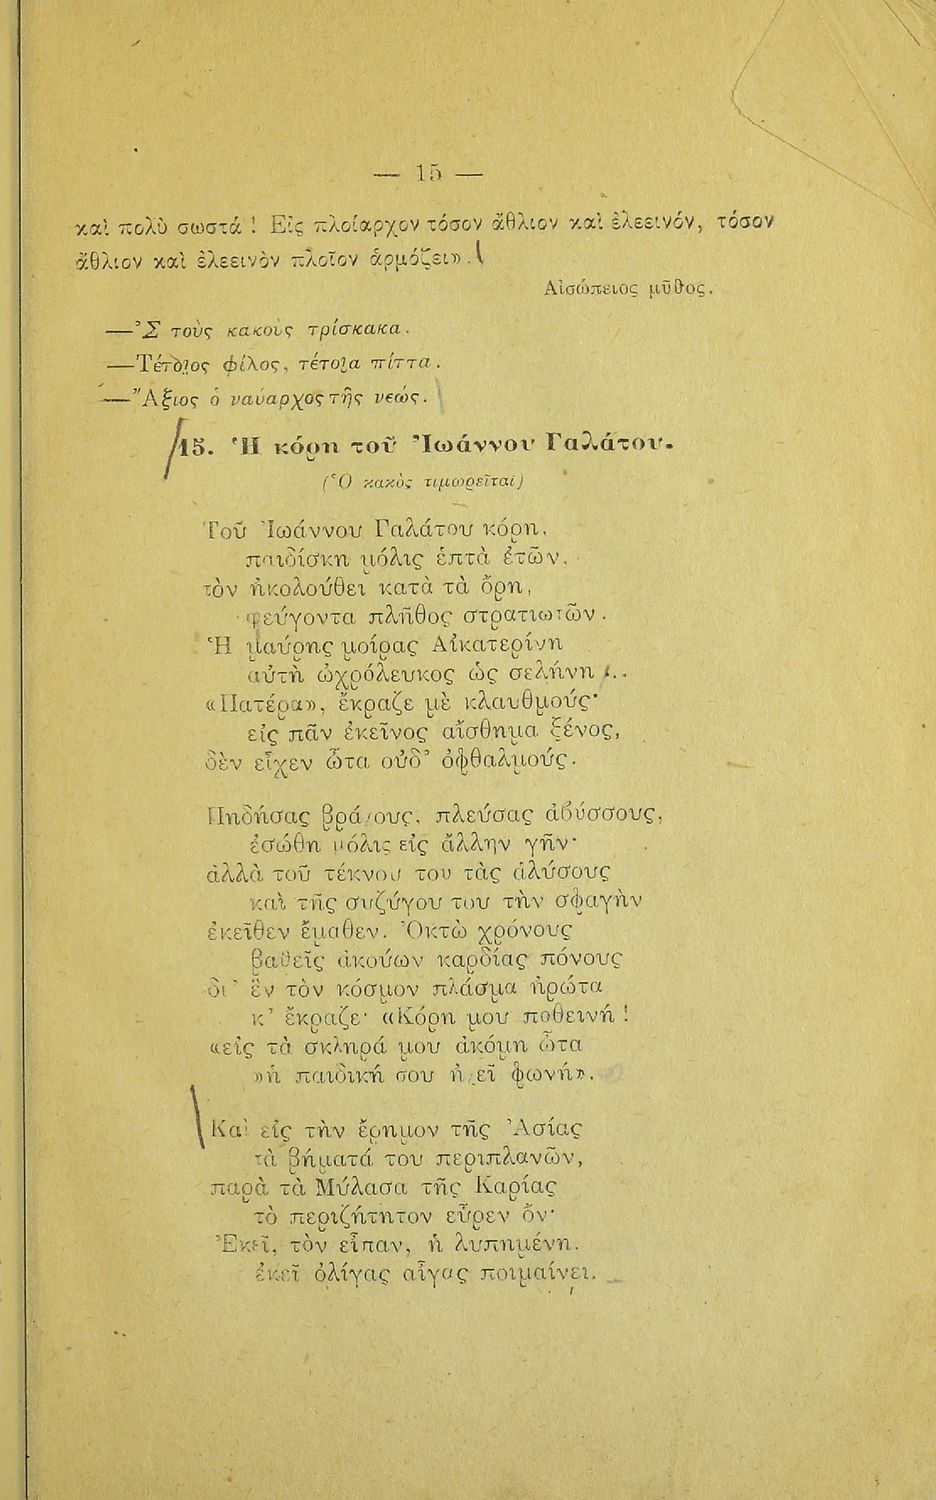 — 15 —
καὶ πολὺ σωστά ! Εἰς πλοίαρχον τόσον ἄθλιον καὶ ἐλεεινόν, τόσον
ἄθλιον καὶ ἐλεεινὸν πλοῖον ἁρμόζει».
Αἰσώπειος μῦθος.
—Ἐ τοὺς κακοὺς τρίσκακα.
—Τέτοιος φίλος, τέτοια πίττα.
—Ἄξιος ὁ ναύαρχος τῆς νεώς.
15. Ἡ κόρη τοῦ Ἰωάννου Γαλάτου.
(Ὁ κακὸς τιμωρεῖται)
Τοῦ Ἰωάννου Γαλάτου κόρη,
παιδίσκη μόλις ἑπτὰ ἐτῶν,
τὸν ἠκολούθει κατὰ τὰ ὄρη,
φεύγοντα πλῆθος στρατιωτῶν.
Ἡ μαύρης μοίρας Αἰκατερίνη
αὐτὴ ὠχρόλευκος ὡς σελήνη...
«Πατέρα», ἔκραζε μὲ κλαυθμούς·
εἰς πᾶν ἐκεῖνος αἴσθημα ξένος,
δὲν εἶχεν ὦτα οὐδ' ὀφθαλμούς.
Πηδήσας βράχους, πλεύσας ἀβύσσους,
ἐσώθη μόλις εἰς ἄλλην γῆν·
ἀλλὰ τοῦ τέκνου του τὰς ἁλύσους
καὶ τῆς συζύγου του τὴν σφαγὴν
ἐκεῖθεν ἔμαθεν. Ὀκτὼ χρόνους
βαθεῖς ἀκούων καρδίας πόνους
δι' ἓν τὸν κόσμον πλάσμα ἠρώτα
κ' ἔκραζε· «Κόρη μου ποθεινή !
«εἰς τὰ σκληρά μου ἀκόμη ὦτα
»ἡ παιδική σου ἠχεῖ φωνή».
Καὶ εἰς τὴν ἔρημον τῆς Ἀσίας
τὰ βήματά του περιπλανῶν,
παρὰ τὰ Μύλασα τῆς Καρίας
τὸ περιζήτητον εὗρεν ὄν·
Ἐκεῖ, τὸν εἶπαν, ἡ λυπημένη,
ἐκεῖ ὀλίγας αἶγας ποιμαίνει.